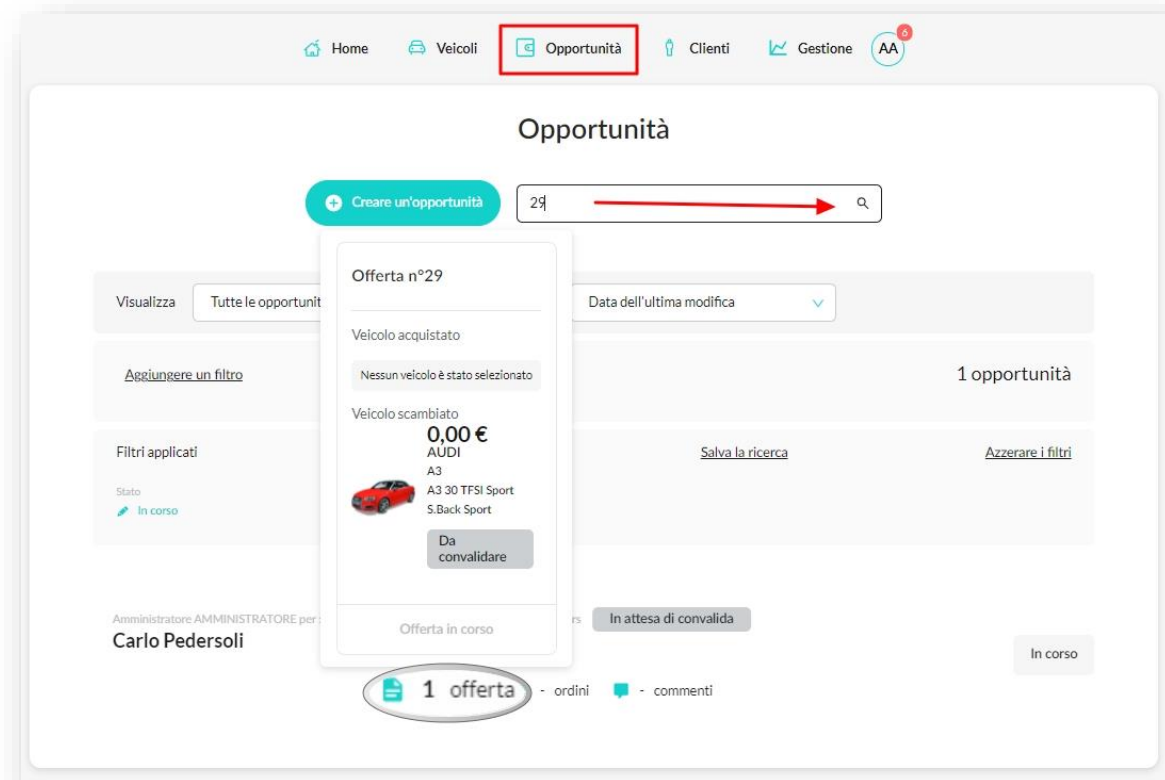 Home Veicoli Opportunità Clienti Gestione AA 6
Opportunità
Creare un'opportunità 29
Offerta n°29
Visualizza Tutte le opportunit Data dell'ultima modifica
Veicolo acquistato
Aggiungere un filtro Nessun veicolo è stato selezionato 1 opportunità
Veicolo scambiato
0,00 €
AUDI
Filtri applicati Salva la ricerca Azzerare i filtri
A3
Stato A3 30 TFSI Sport
In corso S.Back Sport
Da
convalidare
Amministratore AMMINISTRATORE per In attesa di convalida
Carlo Pedersoli Offerta in corso In corso
1 offerta - ordini - commenti